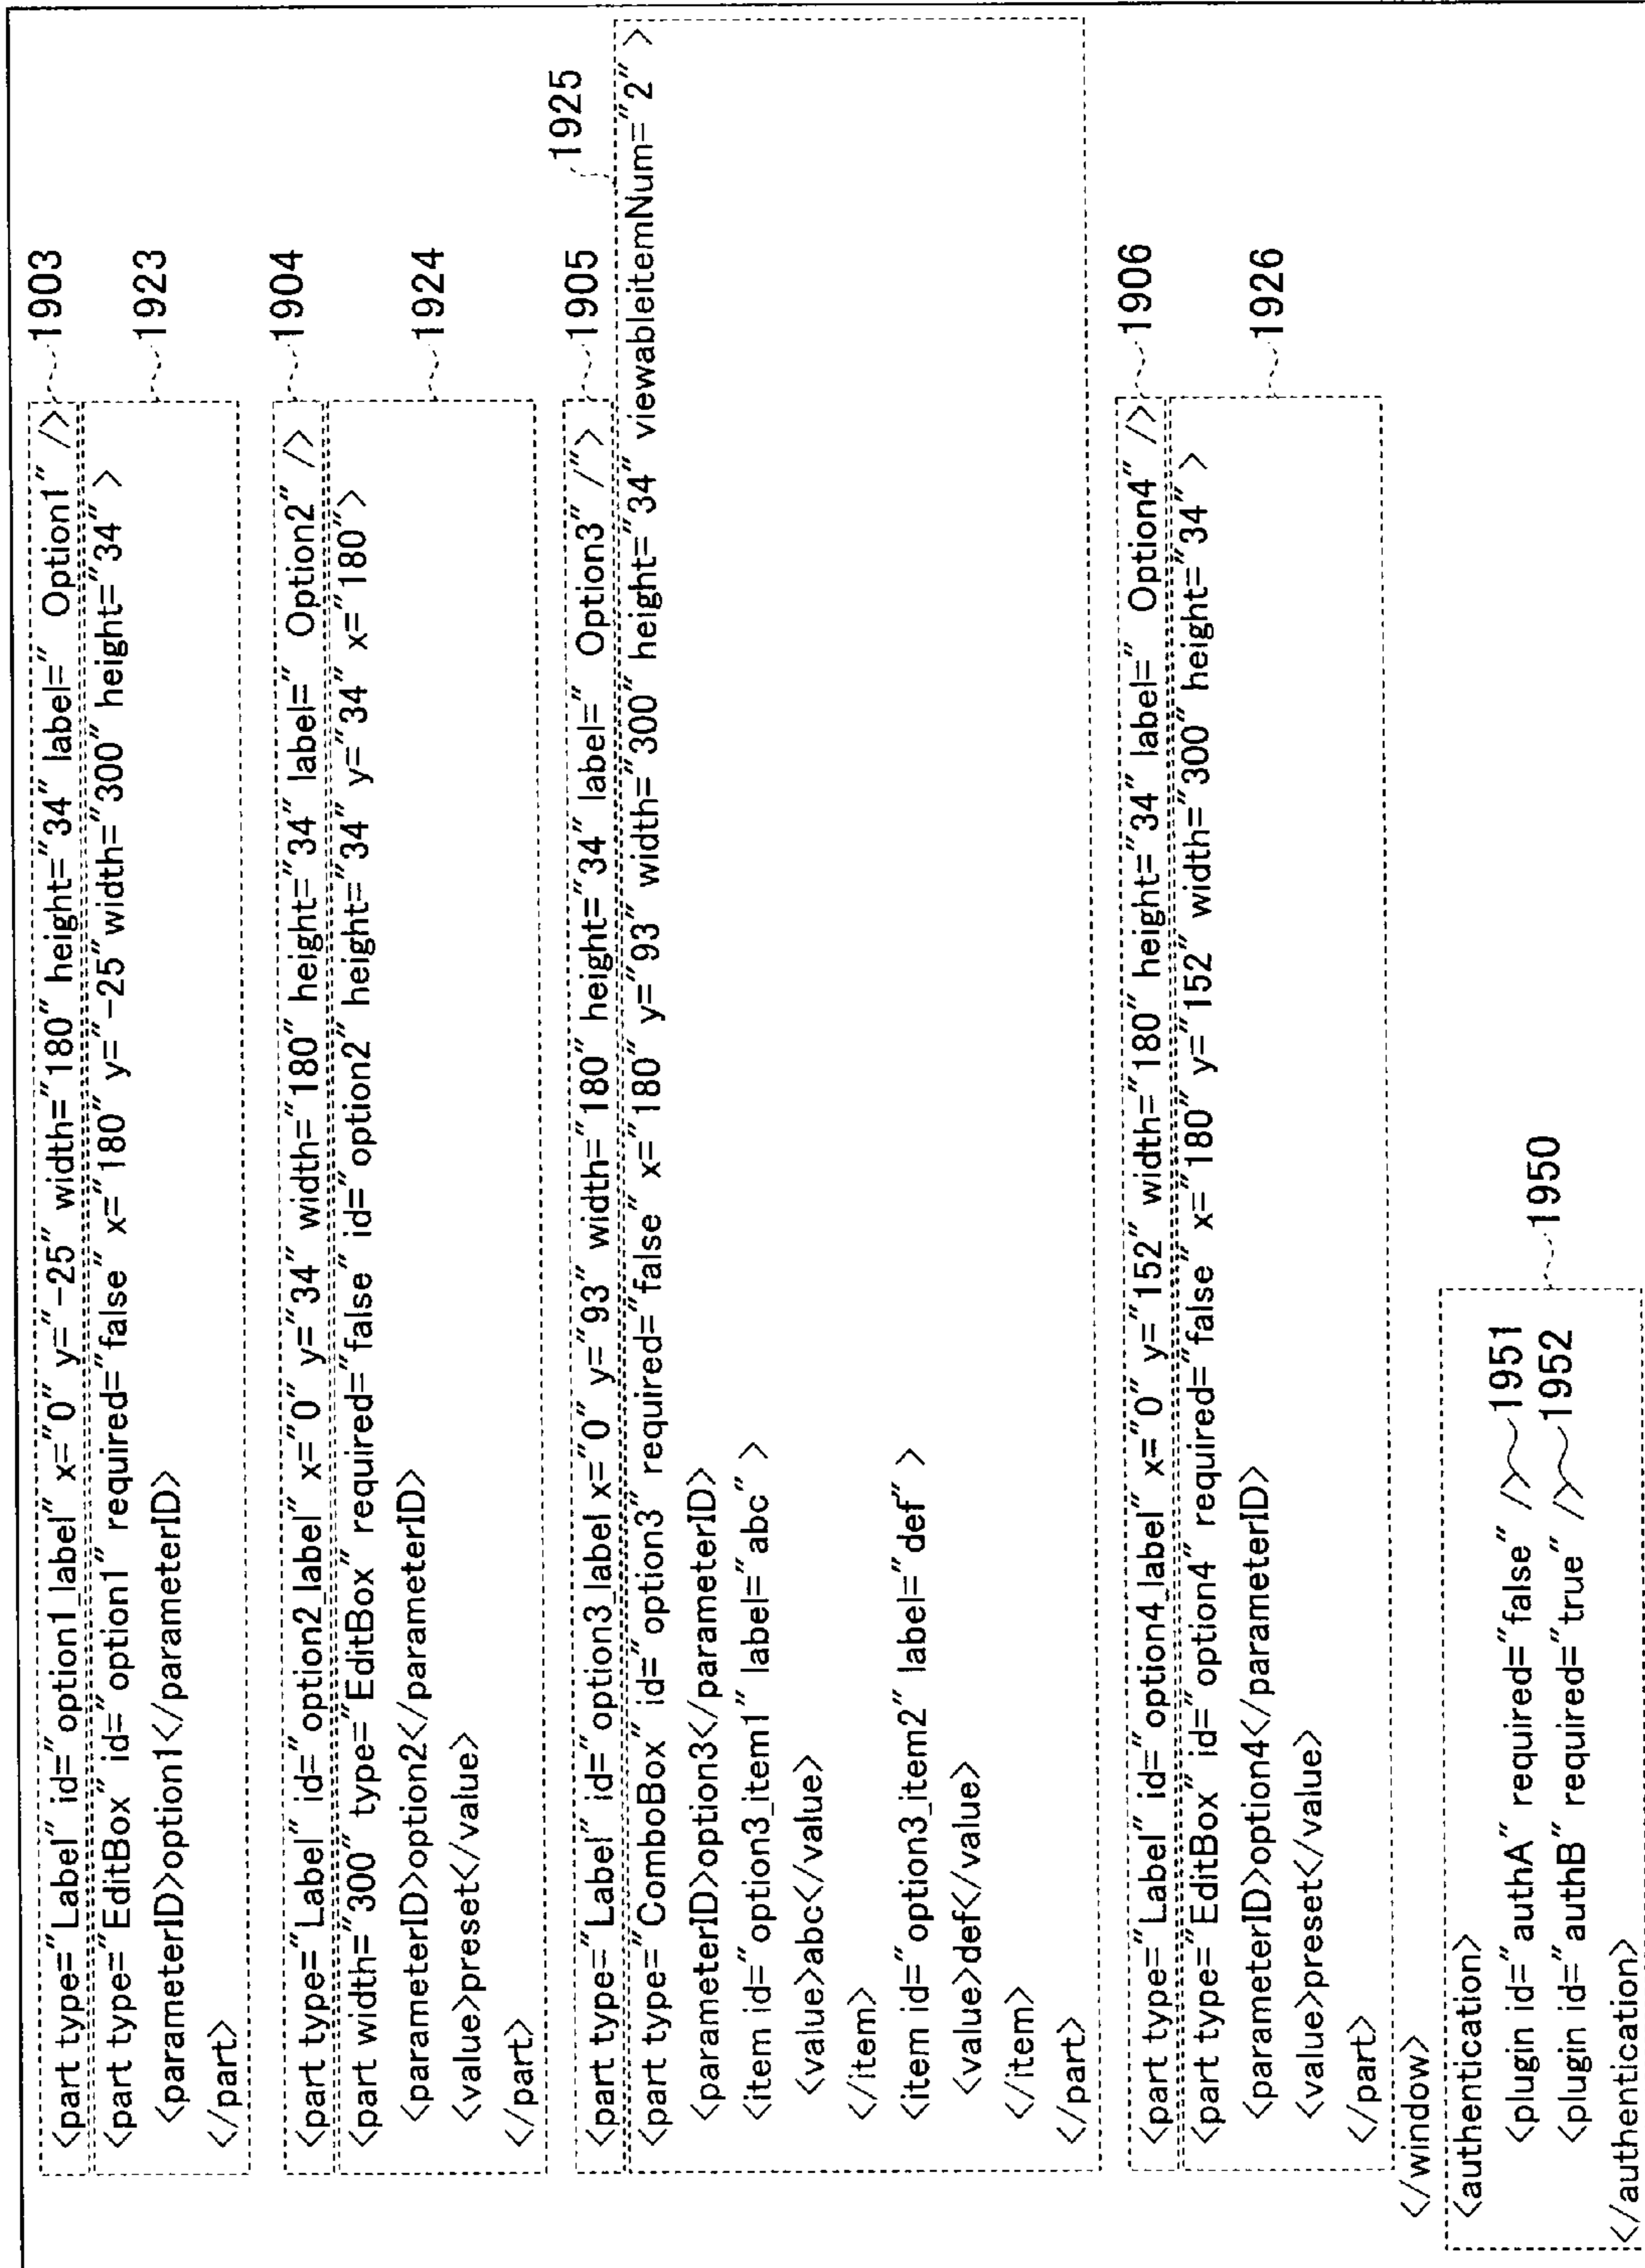 <part type="Label" id="option1_label" x="0" y="-25" width="180" height="34" label=" Option1" /> 1903
<part type="EditBox" id="option1" required="false" x="180" y="-25" width="300" height="34" >
<parameterID>option1</parameterID> 1923
</part>
<part type="Label" id="option2_label" x="0" y="34" width="180" height="34" label=" Option2" /> 1904
<part width="300" type="EditBox" required="false" id="option2" height="34" y="34" x="180">
<parameterID>option2</parameterID> 1924
<value>preset</value>
</part>
1925
<part type="Label" id="option3_label x="0" y="93" width="180" height="34" label=" Option3" /"> 1905
<part type="ComboBox" id="option3" required="false" x="180" y="93" width="300" height="34" viewableitemNum="2" >
<parameterID>option3</parameterID>
<item id="option3_item1" label="abc" >
<value>abc</value>
</item>
<item id="option3_item2" label="def" >
<value>def</value>
</item>
</part>
<part type="Label" id="option4_label" x="0" y="152" width="180" height="34" label=" Option4" /> 1906
<part type="EditBox" id="option4" required="false" x="180" y="152" width="300" height="34" >
<parameterID>option4</parameterID> 1926
<value>preset</value>
</part>
</window>
<authentication> 1950
<plugin id="authA" required="false" /> 1951
<plugin id="authB" required="true" /> 1952
</authentication>